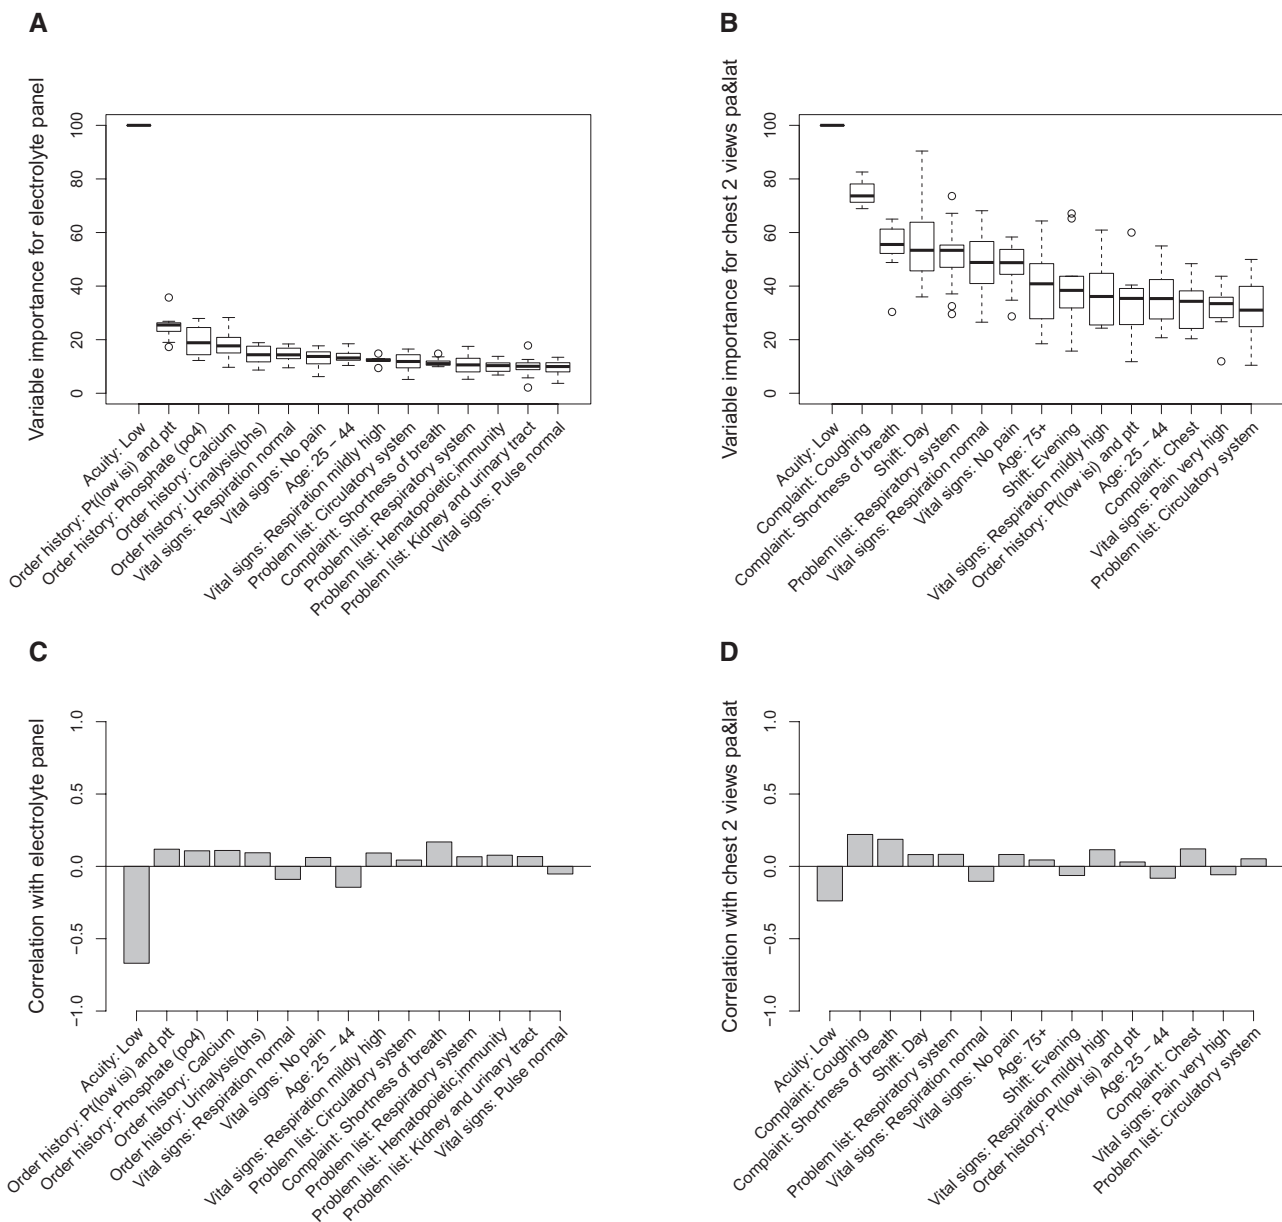 A
Variable importance for electrolyte panel
100
80
60
40
20
0
Acuity: Low
Order history: Pt(low isi) and ptt
Order history: Phosphate (po4)
Order history: Calcium
Order history: Urinalysis(bhs)
Vital signs: Respiration normal
Vital signs: No pain
Age: 25 – 44
Vital signs: Respiration mildly high
Problem list: Circulatory system
Complaint: Shortness of breath
Problem list: Respiratory system
Problem list: Hematopoietic,immunity
Problem list: Kidney and urinary tract
Vital signs: Pulse normal
B
Variable importance for chest 2 views pa&lat
100
80
60
40
20
0
Acuity: Low
Complaint: Coughing
Complaint: Shortness of breath
Shift: Day
Problem list: Respiratory system
Vital signs: Respiration normal
Vital signs: No pain
Age: 75+
Shift: Evening
Vital signs: Respiration mildly high
Order history: Pt(low isi) and ptt
Age: 25 – 44
Complaint: Chest
Vital signs: Pain very high
Problem list: Circulatory system
C
Correlation with electrolyte panel
1.0
0.5
0.0
−0.5
−1.0
Acuity: Low
Order history: Pt(low isi) and ptt
Order history: Phosphate (po4)
Order history: Calcium
Order history: Urinalysis(bhs)
Vital signs: Respiration normal
Vital signs: No pain
Age: 25 – 44
Vital signs: Respiration mildly high
Problem list: Circulatory system
Complaint: Shortness of breath
Problem list: Respiratory system
Problem list: Hematopoietic,immunity
Problem list: Kidney and urinary tract
Vital signs: Pulse normal
D
Correlation with chest 2 views pa&lat
1.0
0.5
0.0
−0.5
−1.0
Acuity: Low
Complaint: Coughing
Complaint: Shortness of breath
Shift: Day
Problem list: Respiratory system
Vital signs: Respiration normal
Vital signs: No pain
Age: 75+
Shift: Evening
Vital signs: Respiration mildly high
Order history: Pt(low isi) and ptt
Age: 25 – 44
Complaint: Chest
Vital signs: Pain very high
Problem list: Circulatory system